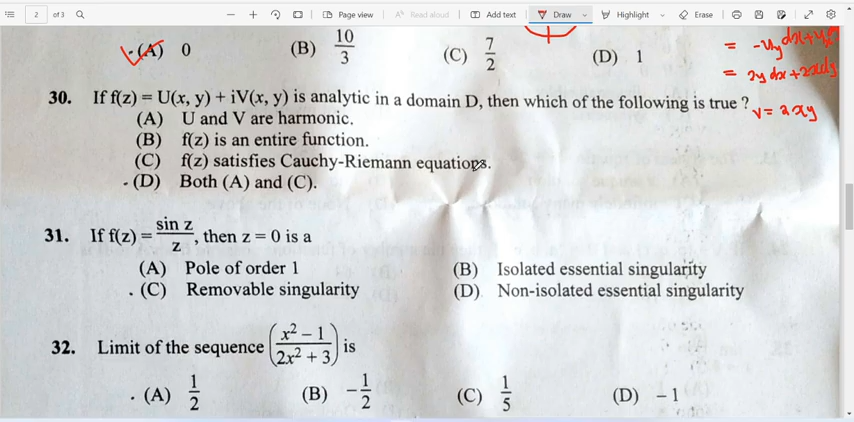 2 of 3 Page view Read aloud Add text Draw Highlight Erase
(A) 0 (B) 10/3 (C) 7/2 (D) 1
v = 2xy
30. If f(z) = U(x, y) + iV(x, y) is analytic in a domain D, then which of the following is true ?
(A) U and V are harmonic.
(B) f(z) is an entire function.
(C) f(z) satisfies Cauchy-Riemann equations.
(D) Both (A) and (C).
31. If f(z) = sin z / z, then z = 0 is a
(A) Pole of order 1 (B) Isolated essential singularity
(C) Removable singularity (D) Non-isolated essential singularity
32. Limit of the sequence (x² – 1 / 2x² + 3) is
(A) 1/2 (B) –1/2 (C) 1/5 (D) – 1